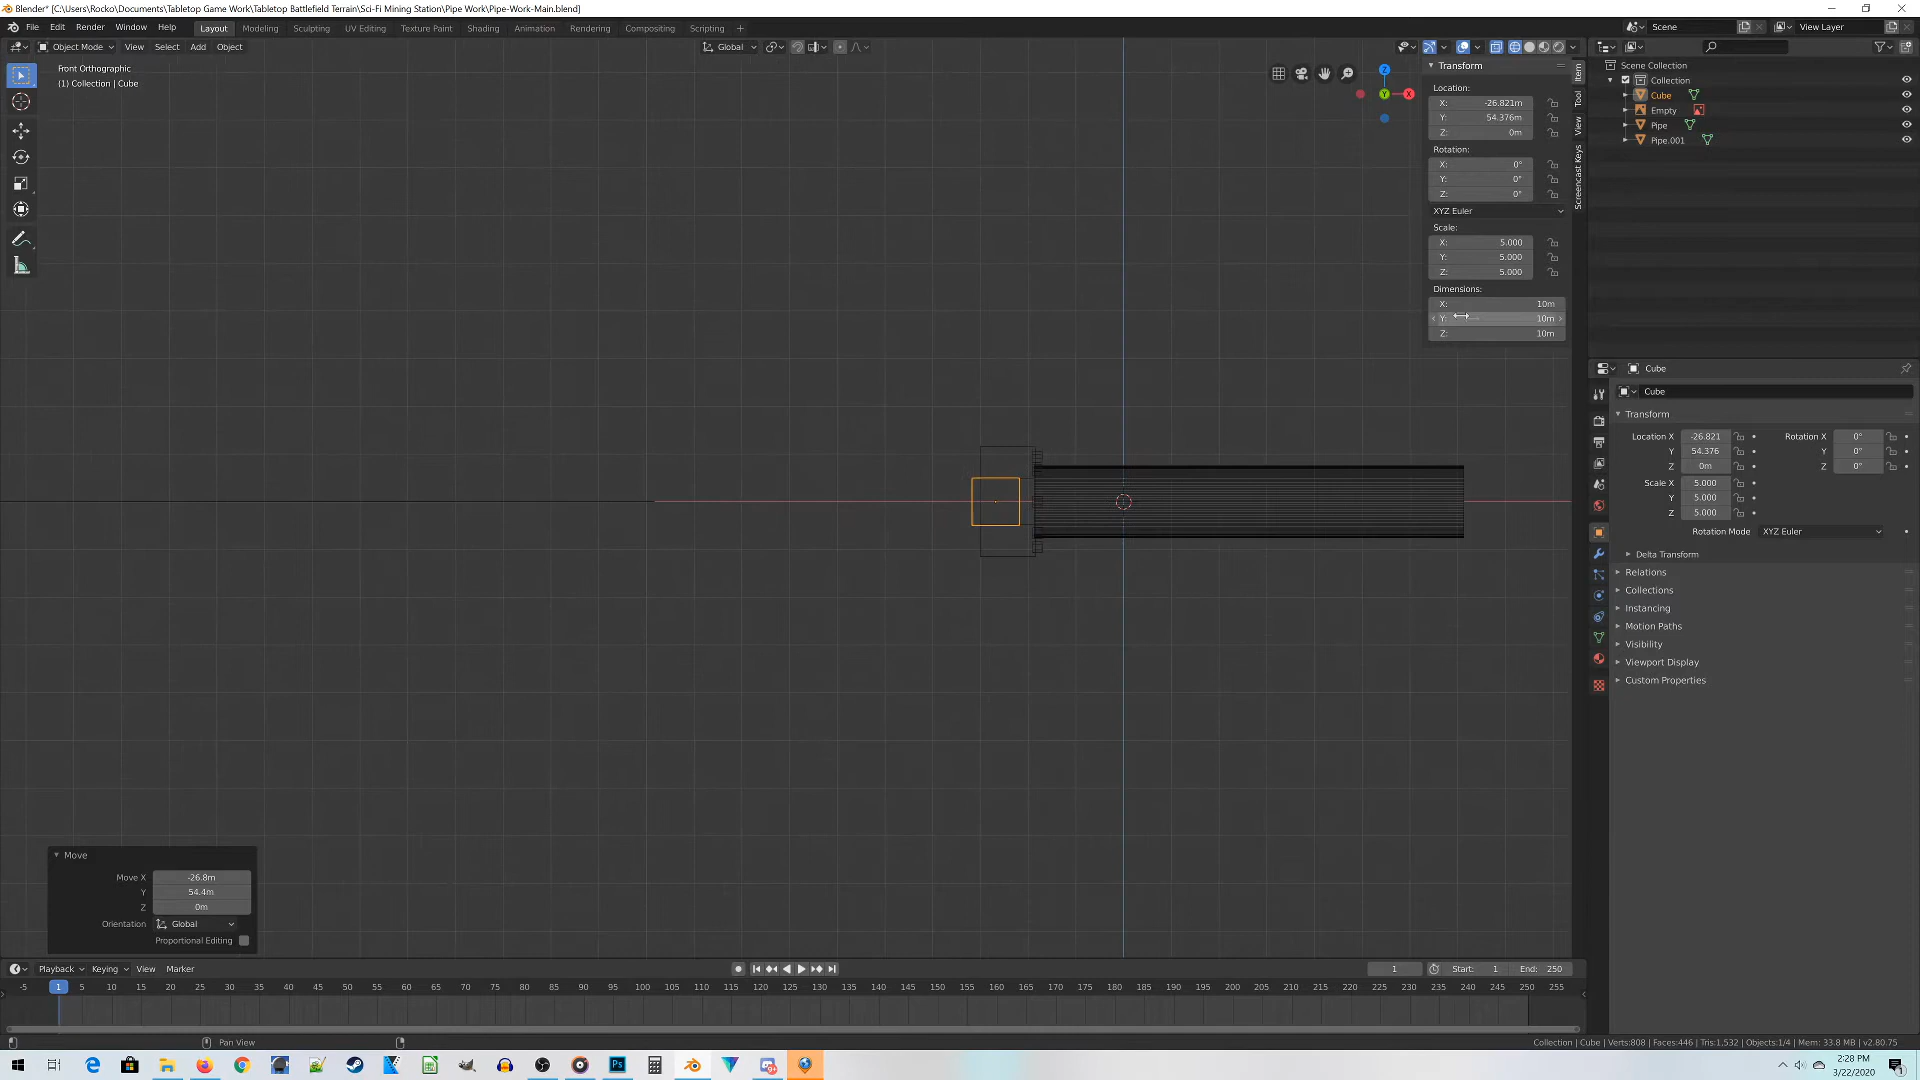 Blender* [C:\Users\Rocko\Documents\Tabletop Game Work\Tabletop Battlefield Terrain\Sci-Fi Mining Station\Pipe Work\Pipe-Work-Main.blend]
File Edit Render Window Help Layout Modeling Sculpting UV Editing Texture Paint Shading Animation Rendering Compositing Scripting + Scene View Layer
Object Mode View Select Add Object Global
Front Orthographic
(1) Collection | Cube
Z
Y
X
Transform
Location:
X: -26.821m
Y: 54.376m
Z: 0m
Rotation:
X: 0°
Y: 0°
Z: 0°
XYZ Euler
Scale:
X: 5.000
Y: 5.000
Z: 5.000
Dimensions:
X: 10m
Y: 10m
Z: 10m
Item
Tool
View
Screencast Keys
Scene Collection
Collection
Cube
Empty
Pipe
Pipe.001
Cube
Cube
Transform
Location X -26.821 Rotation X 0°
Y 54.376 Y 0°
Z 0m Z 0°
Scale X 5.000
Y 5.000
Z 5.000
Rotation Mode XYZ Euler
Delta Transform
Relations
Collections
Instancing
Motion Paths
Visibility
Viewport Display
Custom Properties
Move
Move X -26.8m
Y 54.4m
Z 0m
Orientation Global
Proportional Editing
Playback Keying View Marker 1 Start: 1 End: 250
-5 1 5 10 15 20 25 30 35 40 45 50 55 60 65 70 75 80 85 90 95 100 105 110 115 120 125 130 135 140 145 150 155 160 165 170 175 180 185 190 195 200 205 210 215 220 225 230 235 240 245 250 255
Pan View Collection | Cube | Verts:808 | Faces:446 | Tris:1,532 | Objects:1/4 | Mem: 33.8 MB | v2.80.75
2:28 PM
3/22/2020